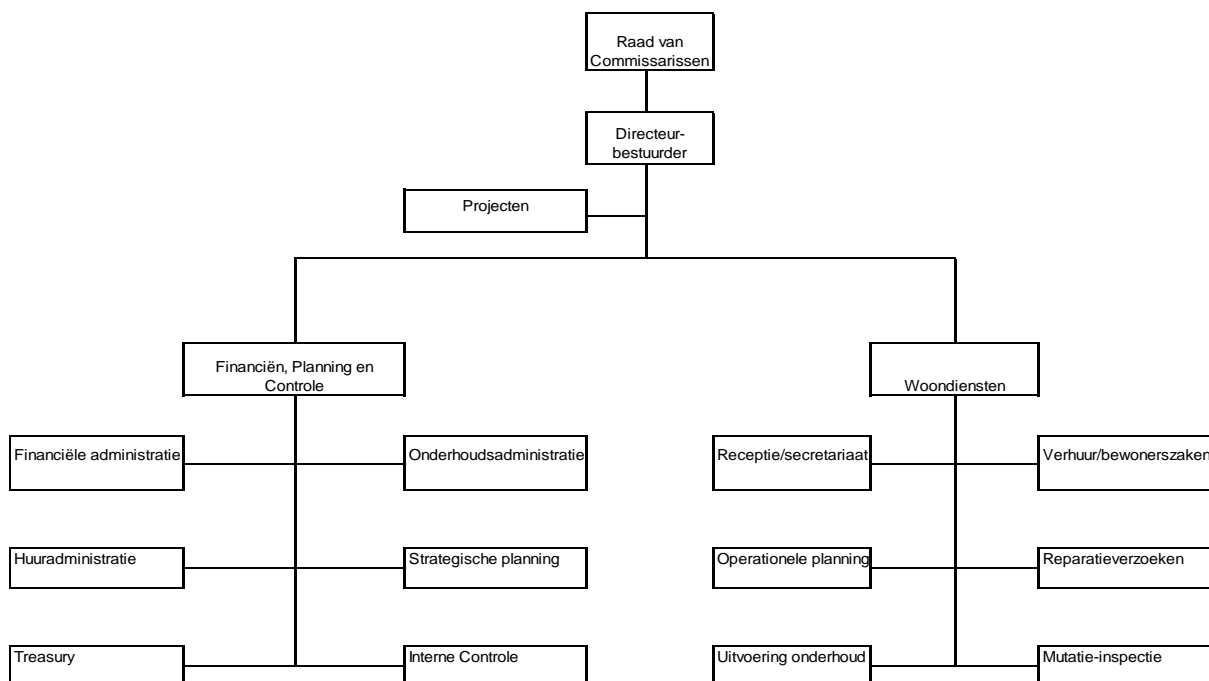 Raad van
Commissarissen
Directeur-
bestuurder
Projecten
Financiën, Planning en
Controle
Woondiensten
Financiële administratie
Onderhoudsadministratie
Receptie/secretariaat
Verhuur/bewonerszaken
Huuradministratie
Strategische planning
Operationele planning
Reparatieverzoeken
Treasury
Interne Controle
Uitvoering onderhoud
Mutatie-inspectie